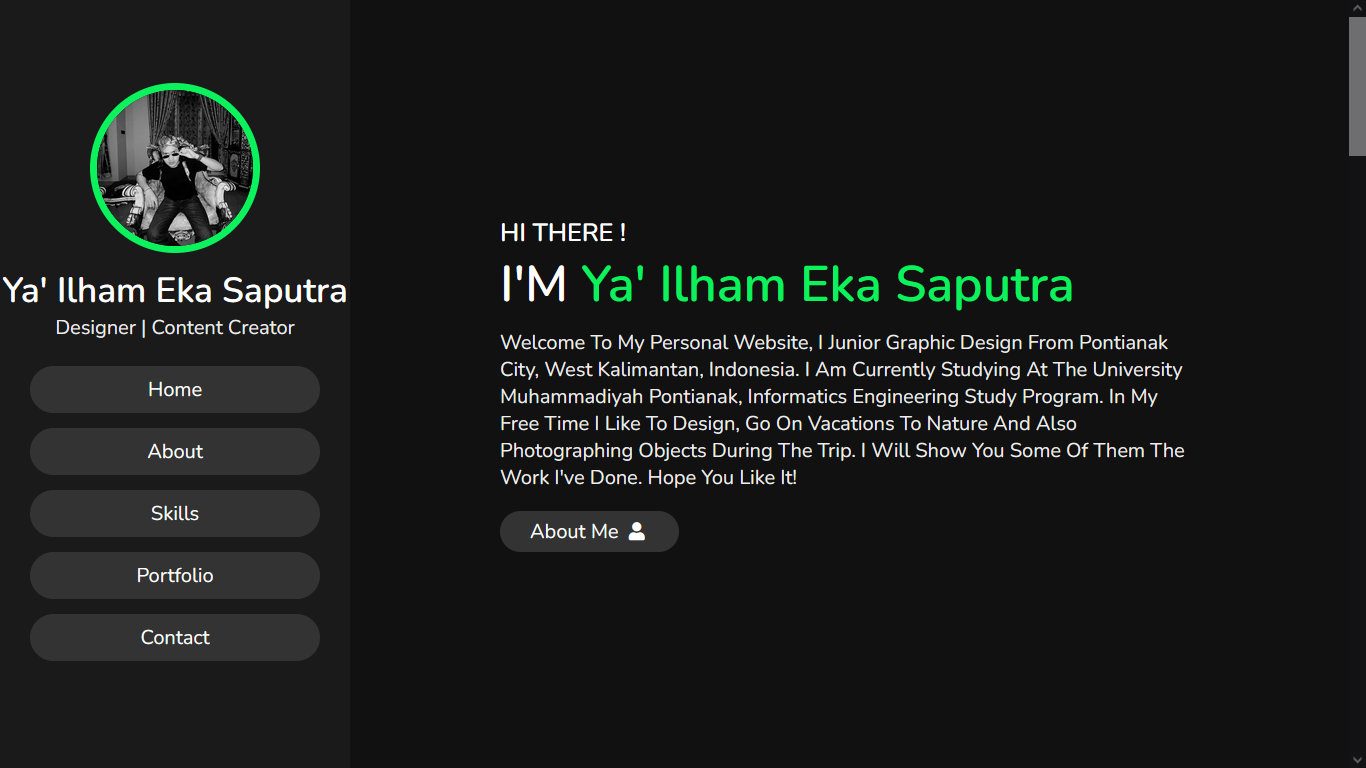 Ya' Ilham Eka Saputra
Designer | Content Creator
Home
About
Skills
Portfolio
Contact
HI THERE !
I'M Ya' Ilham Eka Saputra
Welcome To My Personal Website, I Junior Graphic Design From Pontianak
City, West Kalimantan, Indonesia. I Am Currently Studying At The University
Muhammadiyah Pontianak, Informatics Engineering Study Program. In My
Free Time I Like To Design, Go On Vacations To Nature And Also
Photographing Objects During The Trip. I Will Show You Some Of Them The
Work I've Done. Hope You Like It!
About Me